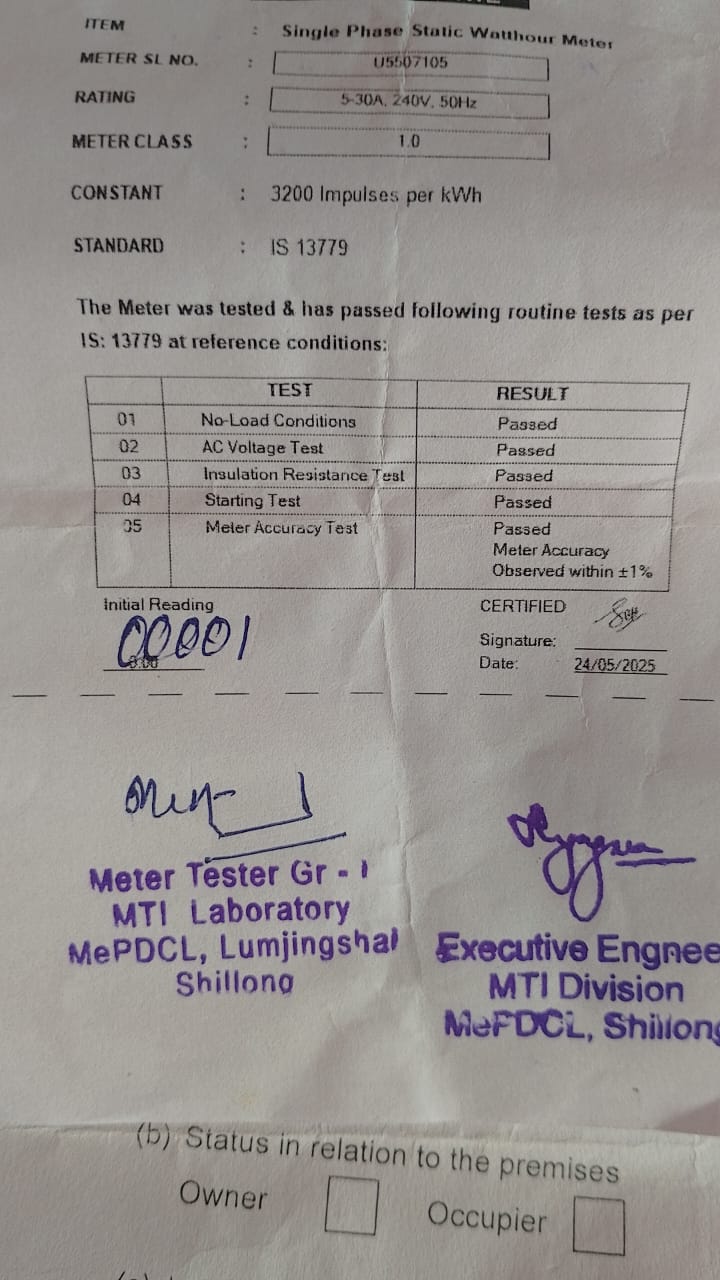 ITEM : Single Phase Static Watthour Meter
METER SL NO. : U5507105
RATING : 5-30A, 240V, 50Hz
METER CLASS : 1.0
CONSTANT : 3200 Impulses per kWh
STANDARD : IS 13779
The Meter was tested & has passed following routine tests as per
IS: 13779 at reference conditions:
TEST RESULT
01 No-Load Conditions Passed
02 AC Voltage Test Passed
03 Insulation Resistance Test Passed
04 Starting Test Passed
05 Meter Accuracy Test Passed
Meter Accuracy
Observed within ±1%
Initial Reading
00001
CERTIFIED
Signature:
Date: 24/05/2025
Meter Tester Gr - I
MTI Laboratory
MePDCL, Lumjingshai
Shillong
Executive Engnee
MTI Division
MePDCL, Shillong
(b) Status in relation to the premises
Owner Occupier